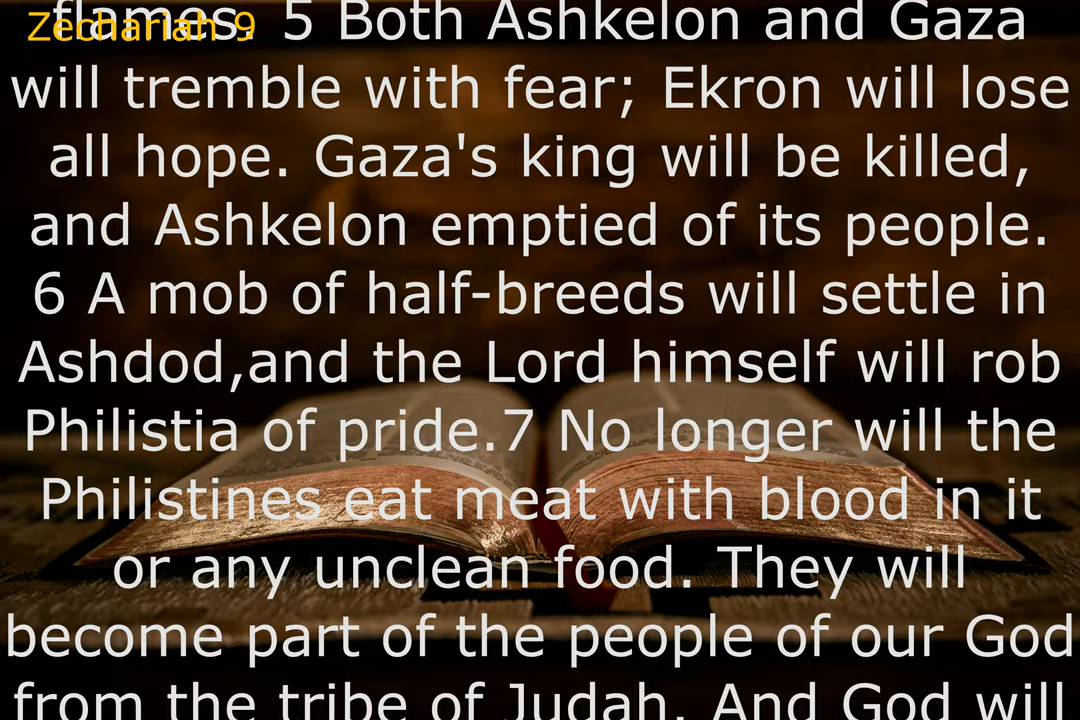 Zechariah 9
flames. 5 Both Ashkelon and Gaza
will tremble with fear; Ekron will lose
all hope. Gaza's king will be killed,
and Ashkelon emptied of its people.
6 A mob of half-breeds will settle in
Ashdod,and the Lord himself will rob
Philistia of pride.7 No longer will the
Philistines eat meat with blood in it
or any unclean food. They will
become part of the people of our God
from the tribe of Judah. And God will